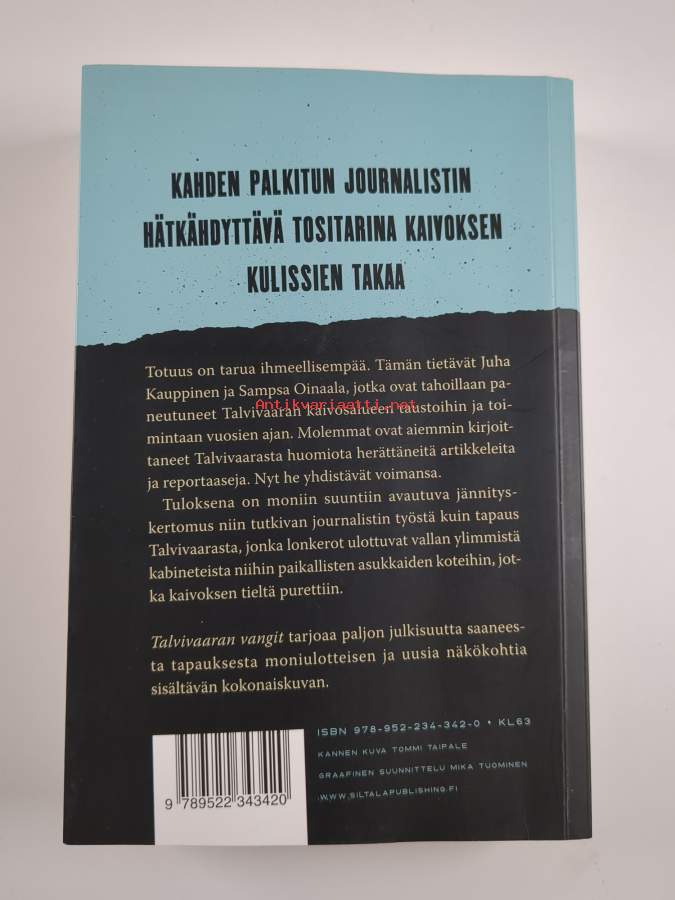 KAHDEN PALKITUN JOURNALISTIN
HÄTKÄHDYTTÄVÄ TOSITARINA KAIVOKSEN
KULISSIEN TAKAA
Totuus on tarua ihmeellisempää. Tämän tietävät Juha
Kauppinen ja Sampsa Oinaala, jotka ovat tahoillaan pa-
Antikvariaatti.net
neutuneet Talvivaaran kaivosalueen taustoihin ja toi-
mintaan vuosien ajan. Molemmat ovat aiemmin kirjoit-
taneet Talvivaarasta huomiota herättäneitä artikkeleita
ja reportaaseja. Nyt he yhdistävät voimansa.
Tuloksena on moniin suuntiin avautuva jännitys-
kertomus niin tutkivan journalistin työstä kuin tapaus
Talvivaarasta, jonka lonkerot ulottuvat vallan ylimmistä
kabineteista niihin paikallisten asukkaiden koteihin, jot-
ka kaivoksen tieltä purettiin.
Talvivaaran vangit tarjoaa paljon julkisuutta saanees-
ta tapauksesta moniulotteisen ja uusia näkökohtia
sisältävän kokonaiskuvan.
ISBN 978-952-234-342-0 • KL63
KANNEN KUVA TOMMI TAIPALE
GRAAFINEN SUUNNITTELU MIKA TUOMINEN
WWW.SILTALAPUBLISHING.FI
9 789522 343420